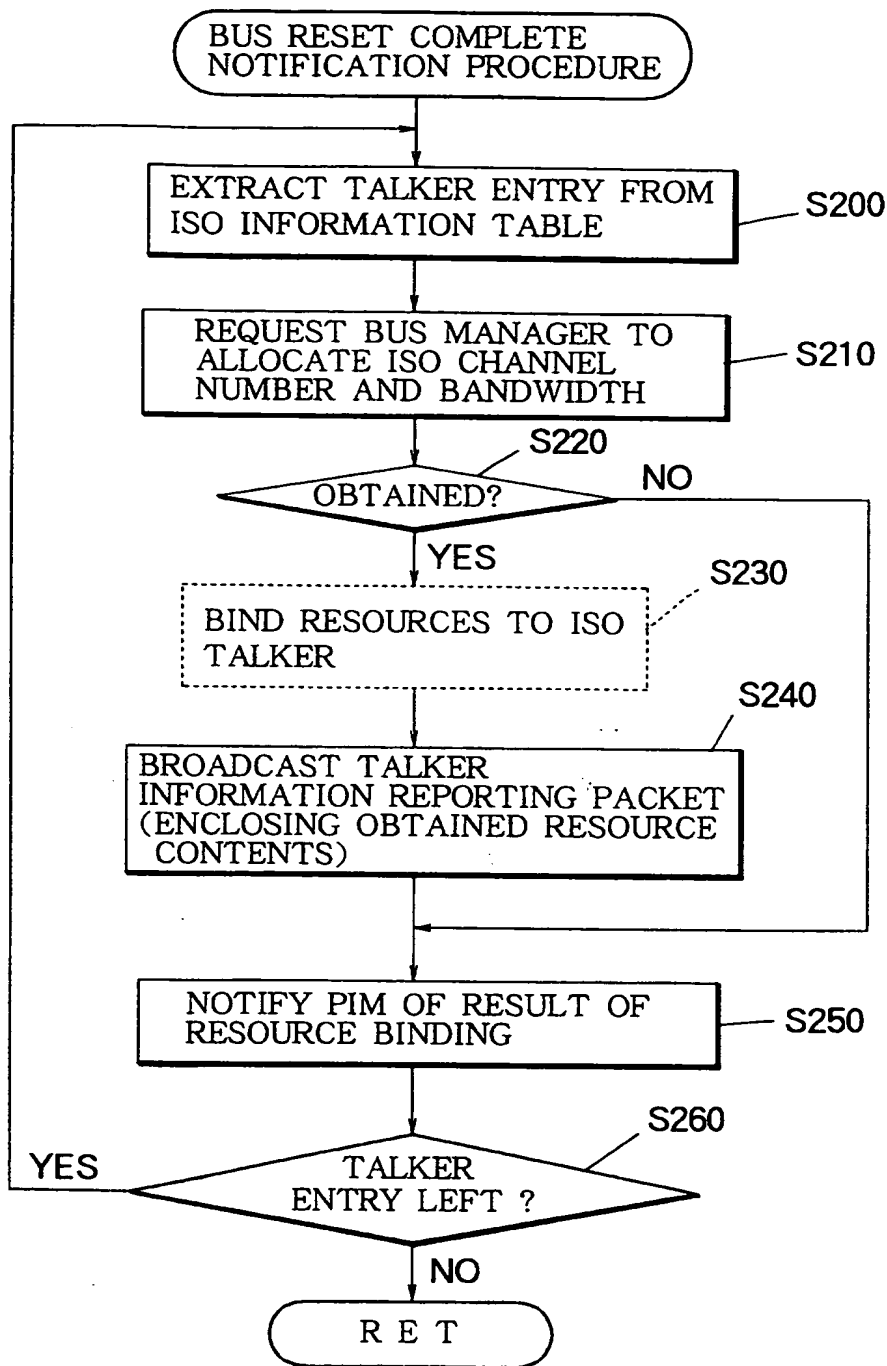 BUS RESET COMPLETE
NOTIFICATION PROCEDURE
EXTRACT TALKER ENTRY FROM
ISO INFORMATION TABLE
S200
REQUEST BUS MANAGER TO
ALLOCATE ISO CHANNEL
NUMBER AND BANDWIDTH
S210
S220
OBTAINED?
NO
YES
S230
BIND RESOURCES TO ISO
TALKER
S240
BROADCAST TALKER
INFORMATION REPORTING PACKET
(ENCLOSING OBTAINED RESOURCE
CONTENTS)
NOTIFY PIM OF RESULT OF
RESOURCE BINDING
S250
S260
YES
TALKER
ENTRY LEFT ?
NO
R E T